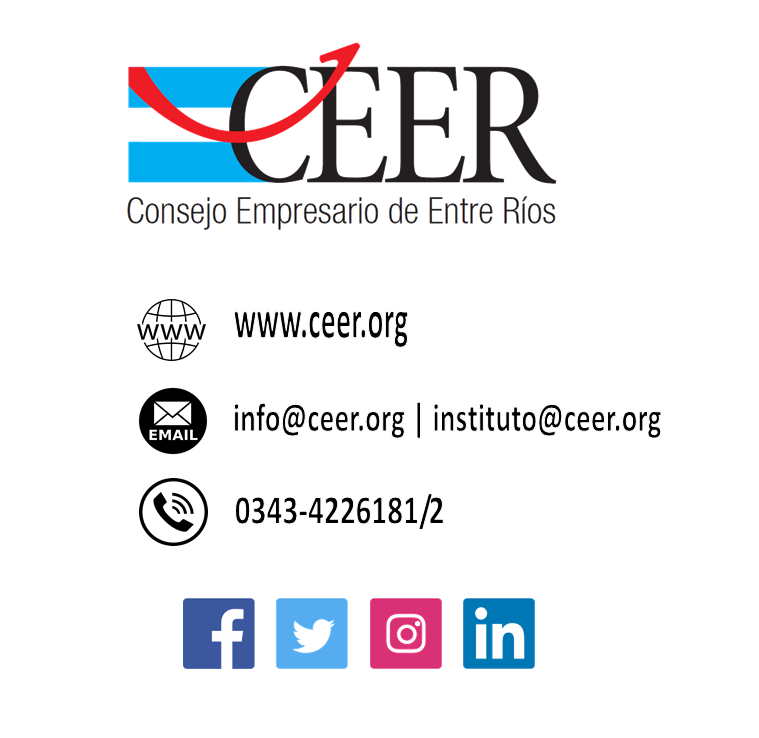 CEER
Consejo Empresario de Entre Ríos
WWW
www.ceer.org
EMAIL
info@ceer.org | instituto@ceer.org
0343-4226181/2
f
in